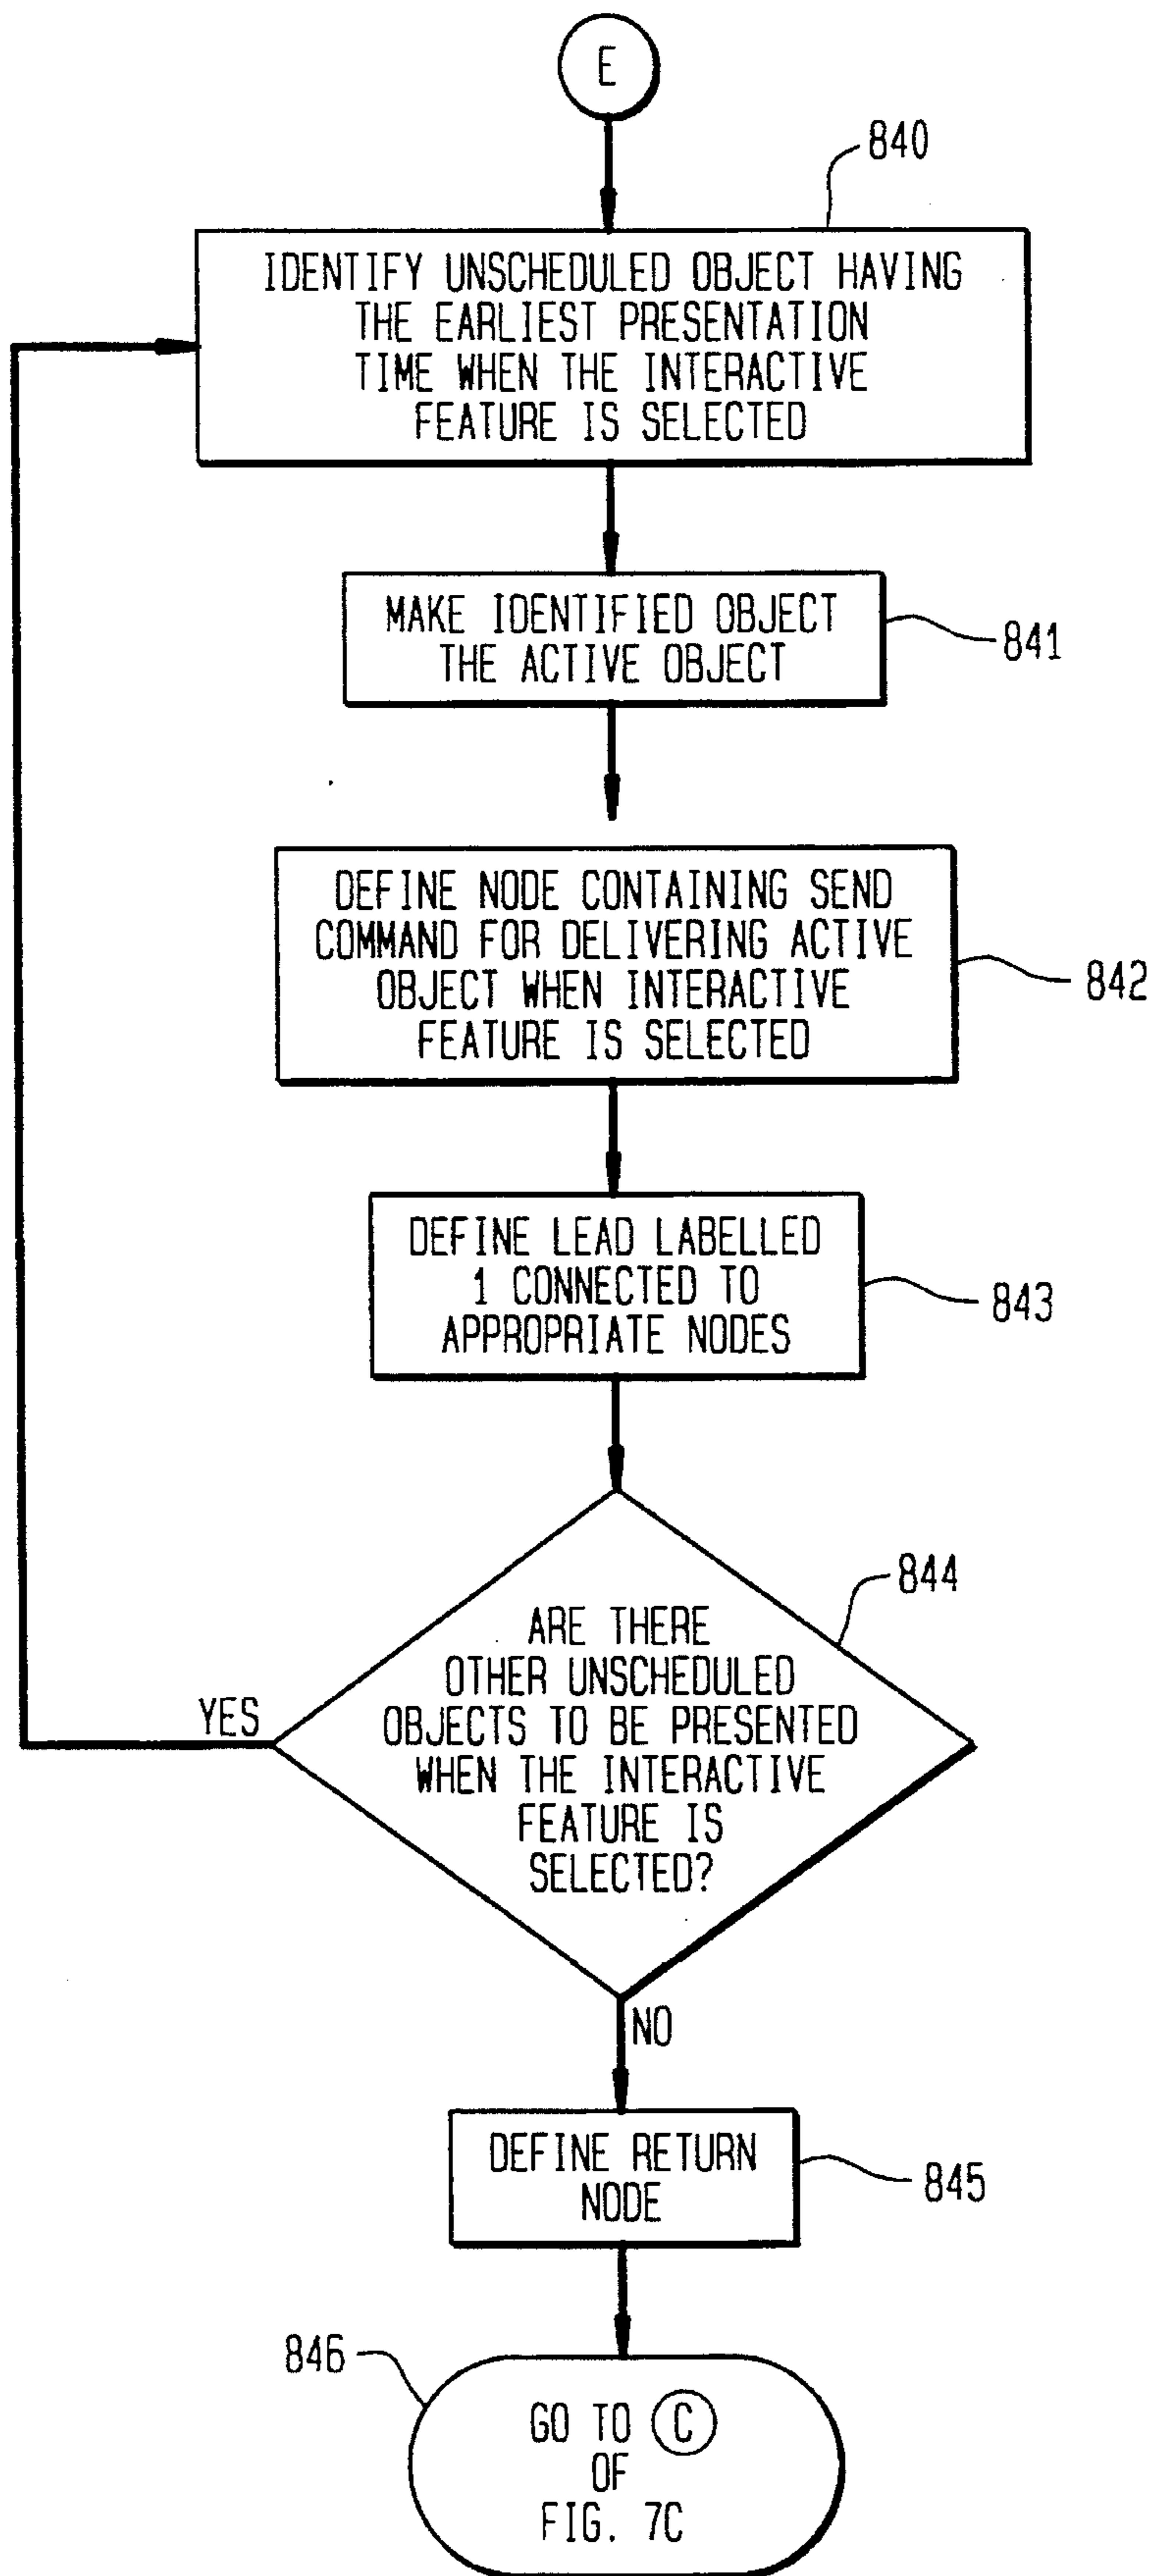 E
840
IDENTIFY UNSCHEDULED OBJECT HAVING
THE EARLIEST PRESENTATION
TIME WHEN THE INTERACTIVE
FEATURE IS SELECTED
MAKE IDENTIFIED OBJECT
THE ACTIVE OBJECT
841
DEFINE NODE CONTAINING SEND
COMMAND FOR DELIVERING ACTIVE
OBJECT WHEN INTERACTIVE
FEATURE IS SELECTED
842
DEFINE LEAD LABELLED
1 CONNECTED TO
APPROPRIATE NODES
843
844
ARE THERE
OTHER UNSCHEDULED
OBJECTS TO BE PRESENTED
WHEN THE INTERACTIVE
FEATURE IS
SELECTED?
YES
NO
DEFINE RETURN
NODE
845
846
GO TO C
OF
FIG. 7C